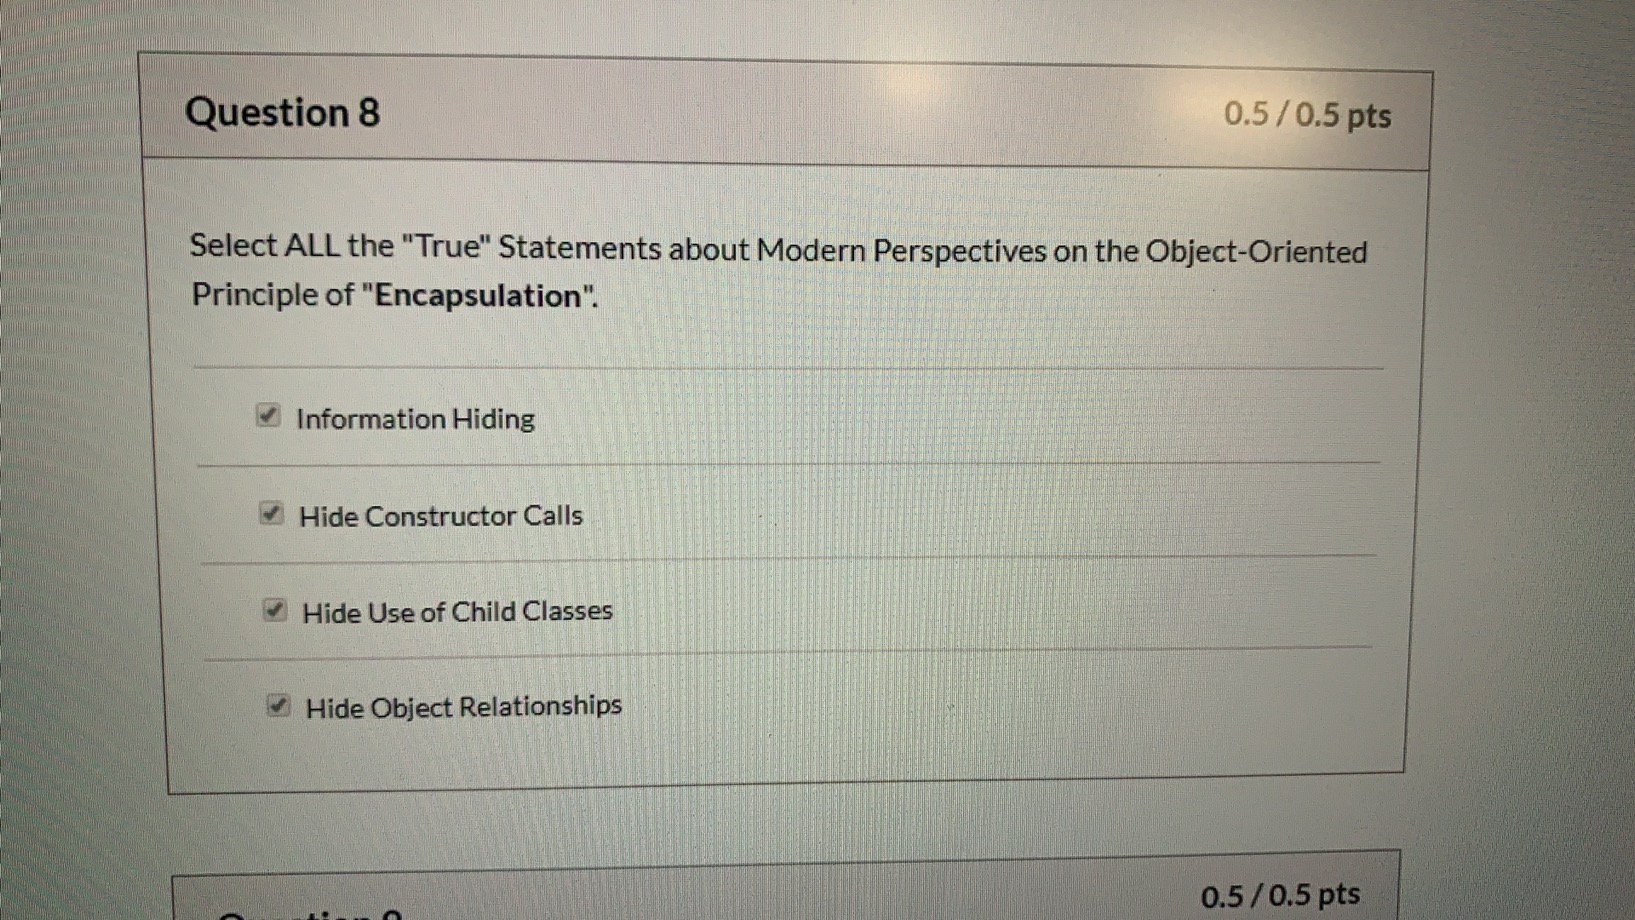 Question 8
0.5 / 0.5 pts
Select ALL the "True" Statements about Modern Perspectives on the Object-Oriented
Principle of "Encapsulation".
Information Hiding
Hide Constructor Calls
Hide Use of Child Classes
Hide Object Relationships
0.5 / 0.5 pts